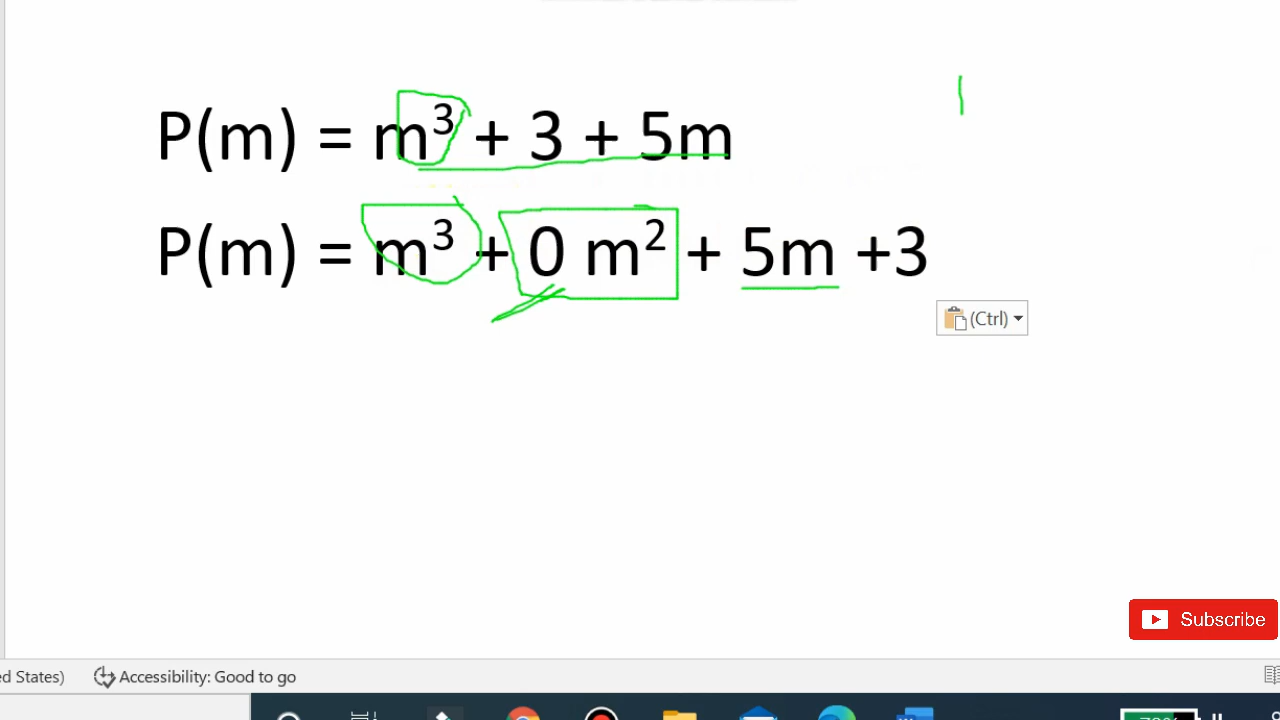 P(m) = m³ + 3 + 5m
P(m) = m³ + 0 m² + 5m +3
(Ctrl)
Subscribe
ed States)
Accessibility: Good to go